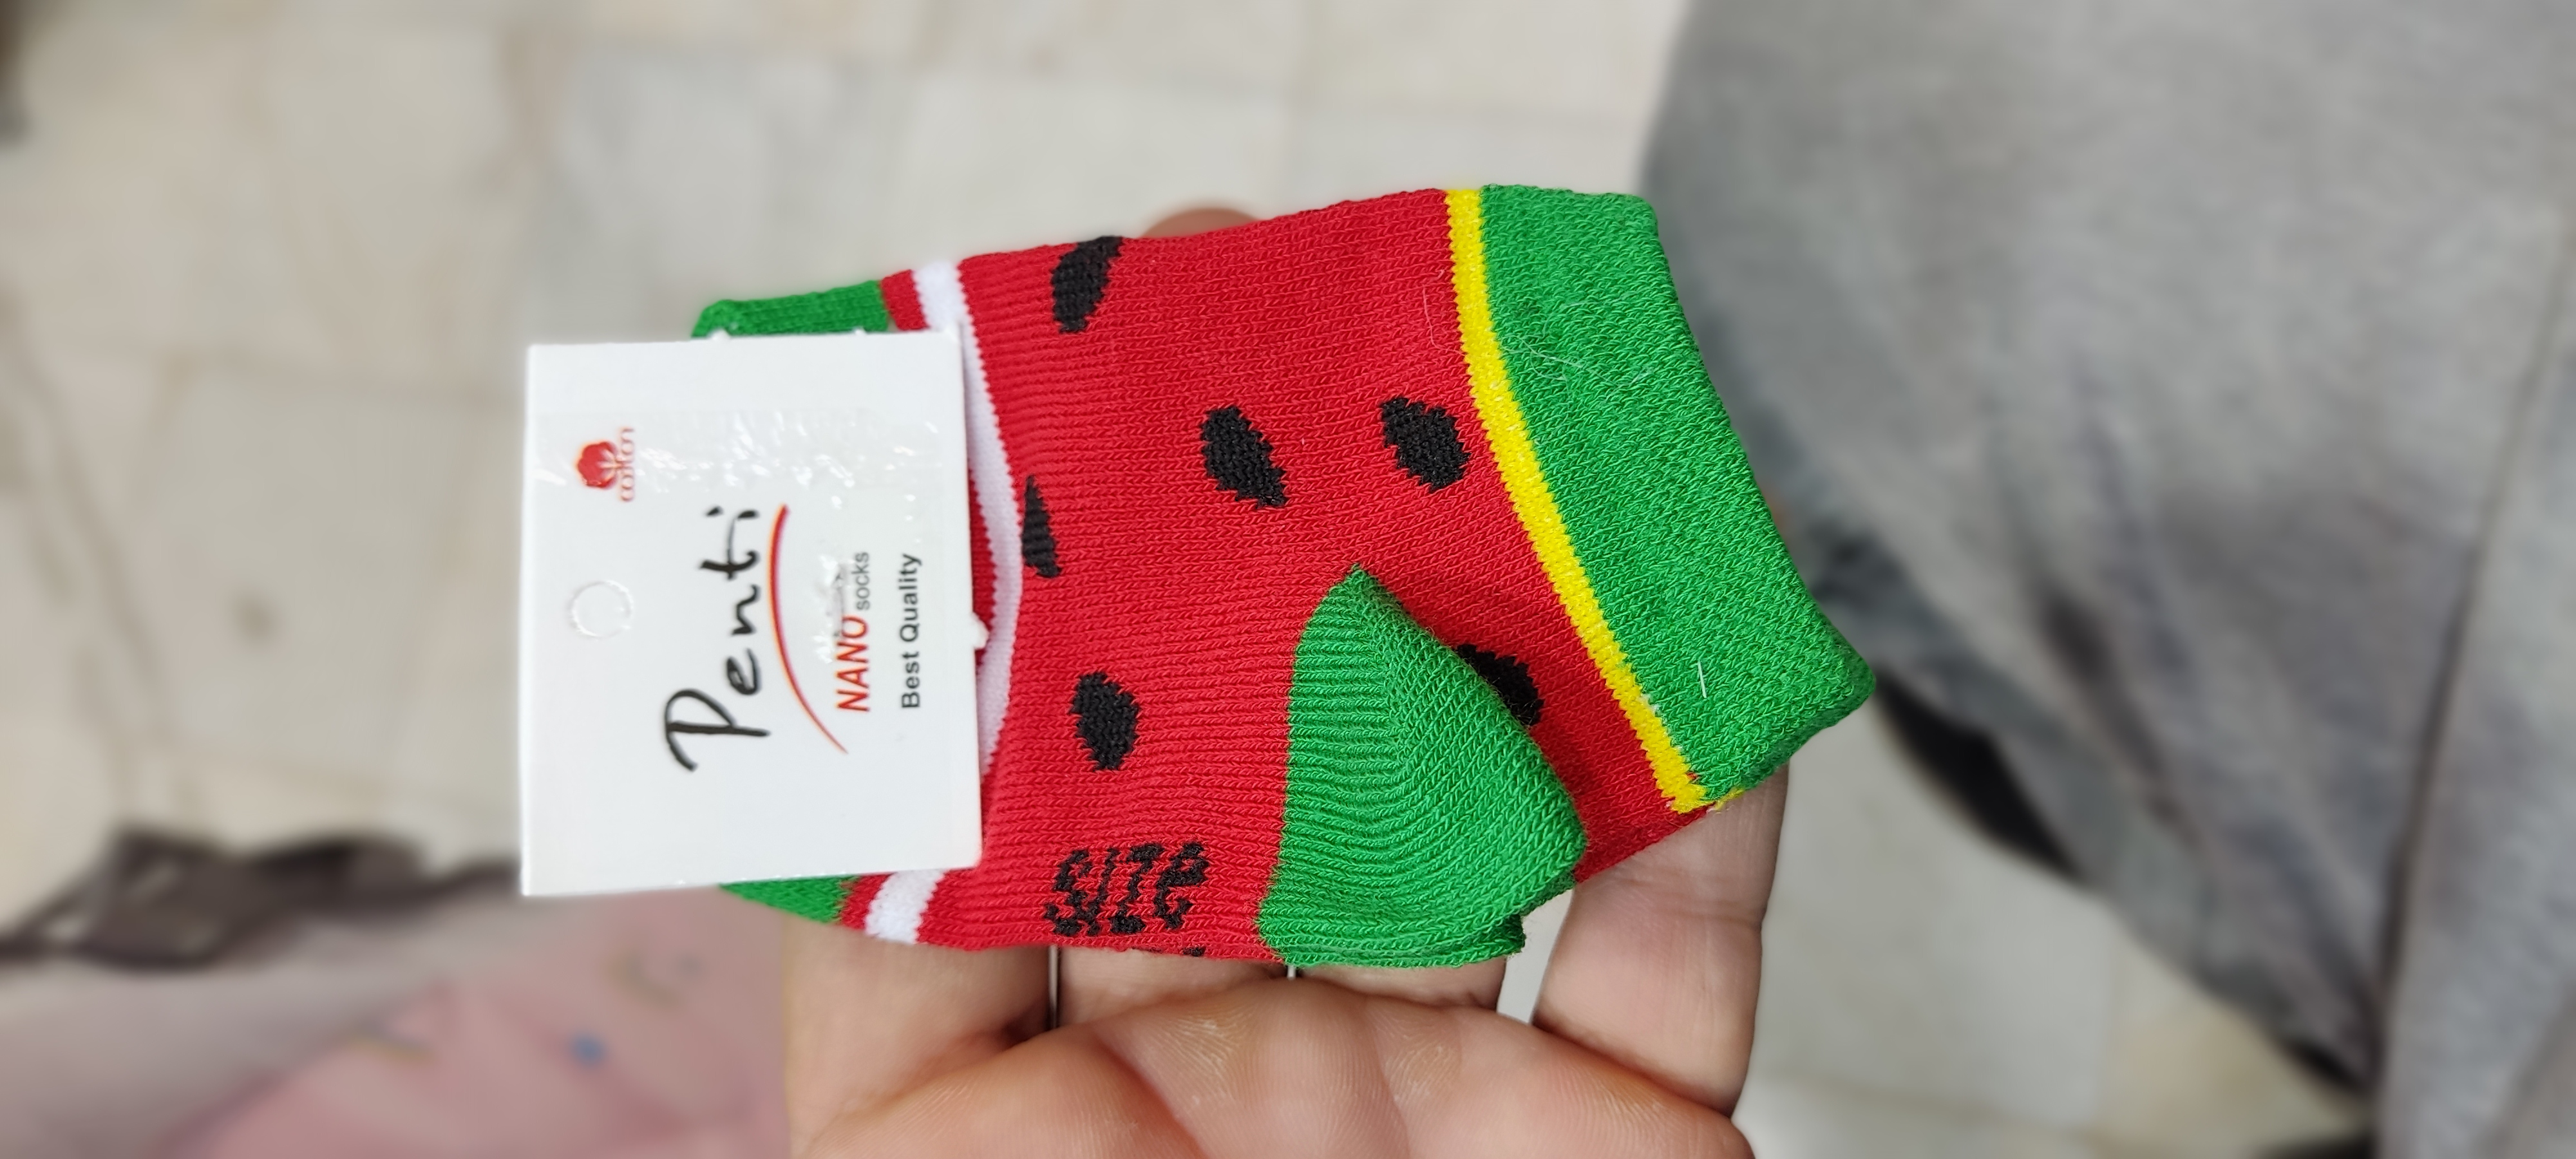 cotton
Penti
NANO socks
Best Quality
SIZE